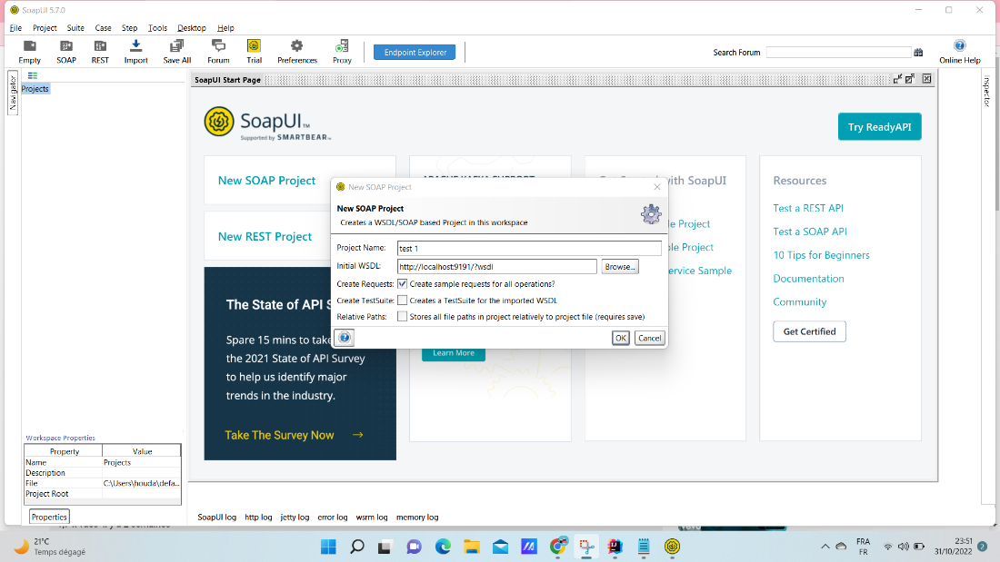 SoapUI 5.7.0
File Project Suite Case Step Tools Desktop Help
Empty SOAP REST Import Save All Forum Trial Preferences Proxy
Endpoint Explorer
Search Forum
Online Help
Navigator
Projects
Inspector
SoapUI Start Page
SoapUI™
Supported by SMARTBEAR™
Try ReadyAPI
New SOAP Project
New REST Project
The State of API S
Spare 15 mins to take
the 2021 State of API Survey
to help us identify major
trends in the industry.
Take The Survey Now →
Learn More
with SoapUI
le Project
ple Project
ervice Sample
Resources
Test a REST API
Test a SOAP API
10 Tips for Beginners
Documentation
Community
Get Certified
New SOAP Project
New SOAP Project
Creates a WSDL/SOAP based Project in this workspace
Project Name: test 1
Initial WSDL: http://localhost:9191/?wsdl Browse...
Create Requests: Create sample requests for all operations?
Create TestSuite: Creates a TestSuite for the imported WSDL
Relative Paths: Stores all file paths in project relatively to project file (requires save)
OK Cancel
Workspace Properties
Property Value
Name Projects
Description
File C:\Users\houda\defa...
Project Root
Properties
SoapUI log http log jetty log error log wsrm log memory log
21°C
Temps dégagé
FRA
FR
23:51
31/10/2022
2